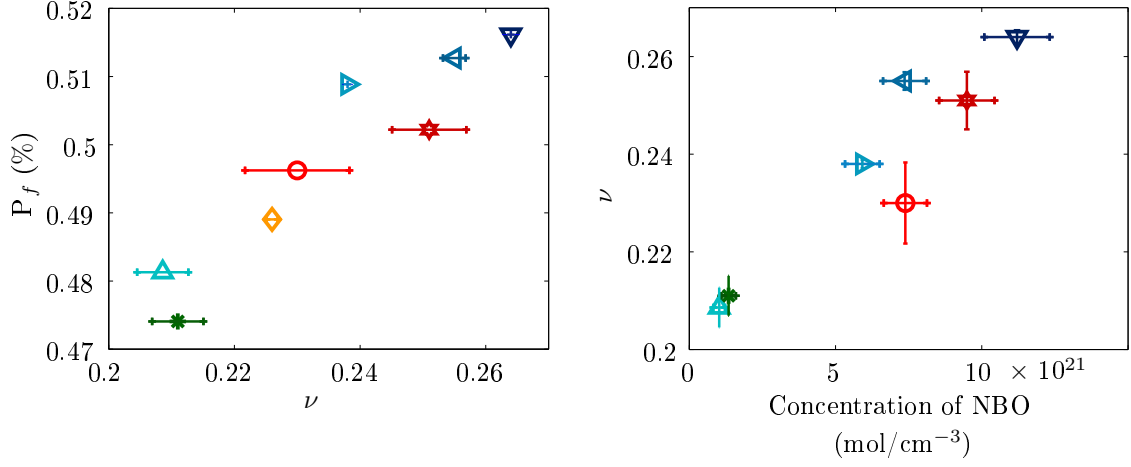 0.52
0.51
0.5
0.49
0.48
0.47
P_f (%)
0.2 0.22 0.24 0.26
ν
0.26
0.24
0.22
0.2
ν
0 5 10 × 10^21
Concentration of NBO
(mol/cm^−3)